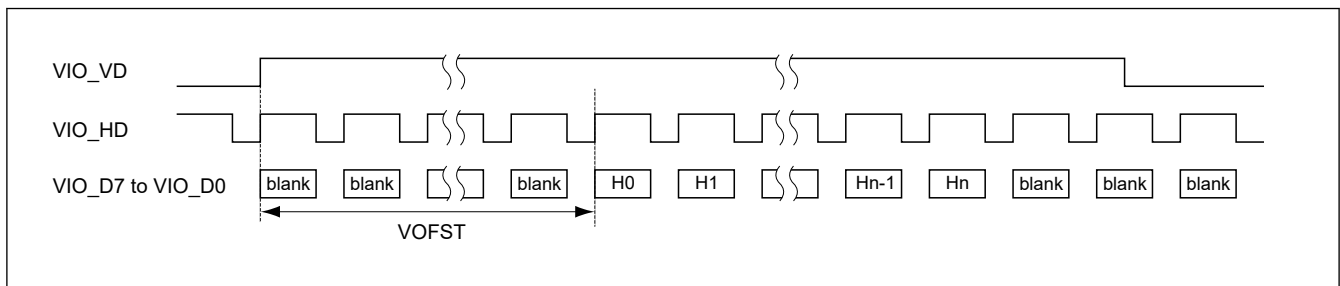 VIO_VD
VIO_HD
VIO_D7 to VIO_D0 blank blank blank H0 H1 Hn-1 Hn blank blank blank
VOFST